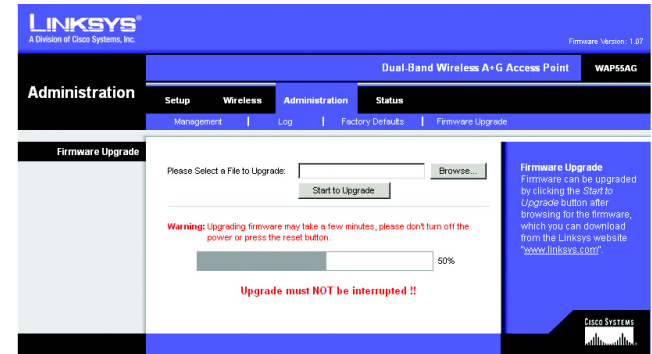 LINKSYS®
A Division of Cisco Systems, Inc.
Firmware Version: 1.07
Dual-Band Wireless A+G Access Point
WAP55AG
Administration
Setup Wireless Administration Status
Management | Log | Factory Defaults | Firmware Upgrade
Firmware Upgrade
Please Select a File to Upgrade:
Browse...
Start to Upgrade
Warning: Upgrading firmware may take a few minutes, please don't turn off the
power or press the reset button.
50%
Upgrade must NOT be interrupted !!
Firmware Upgrade
Firmware can be upgraded
by clicking the Start to
Upgrade button after
browsing for the firmware,
which you can download
from the Linksys website
"www.linksys.com".
CISCO SYSTEMS